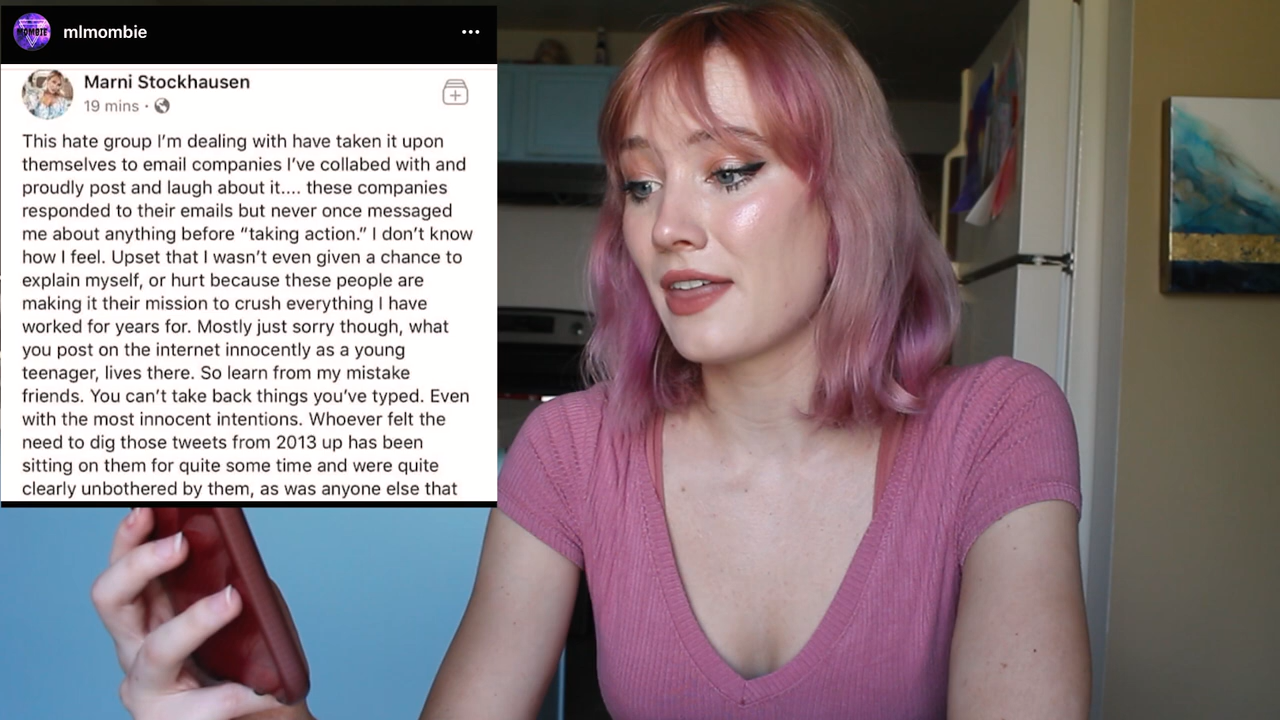 mlmombie
MOMBIE
Marni Stockhausen
19 mins ·
This hate group I'm dealing with have taken it upon
themselves to email companies I've collabed with and
proudly post and laugh about it.... these companies
responded to their emails but never once messaged
me about anything before “taking action.” I don't know
how I feel. Upset that I wasn't even given a chance to
explain myself, or hurt because these people are
making it their mission to crush everything I have
worked for years for. Mostly just sorry though, what
you post on the internet innocently as a young
teenager, lives there. So learn from my mistake
friends. You can't take back things you've typed. Even
with the most innocent intentions. Whoever felt the
need to dig those tweets from 2013 up has been
sitting on them for quite some time and were quite
clearly unbothered by them, as was anyone else that